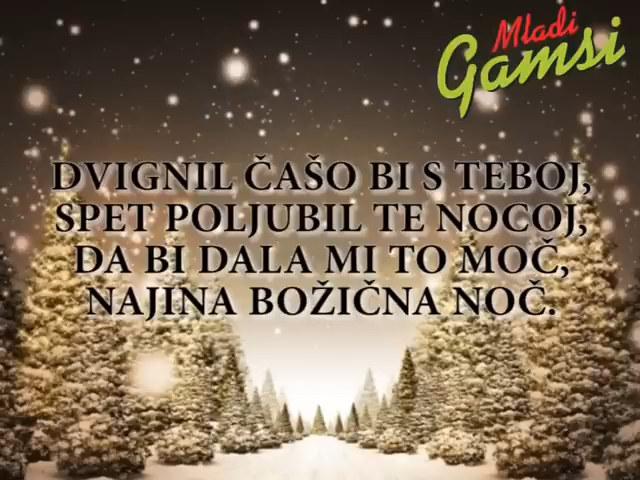 Mladi
Gamsi
DVIGNIL ČAŠO BI S TEBOJ,
SPET POLJUBIL TE NOCOJ,
DA BI DALA MI TO MOČ,
NAJINA BOŽIČNA NOČ.